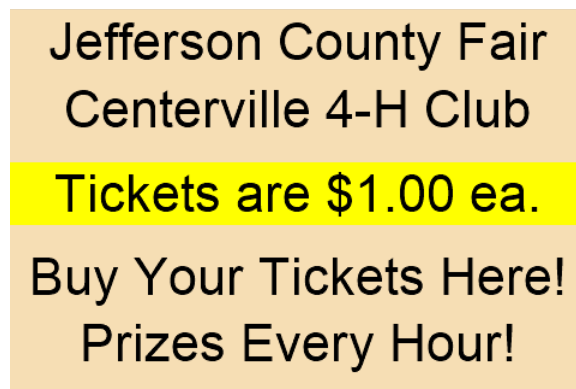 Jefferson County Fair
Centerville 4-H Club
Tickets are $1.00 ea.
Buy Your Tickets Here!
Prizes Every Hour!